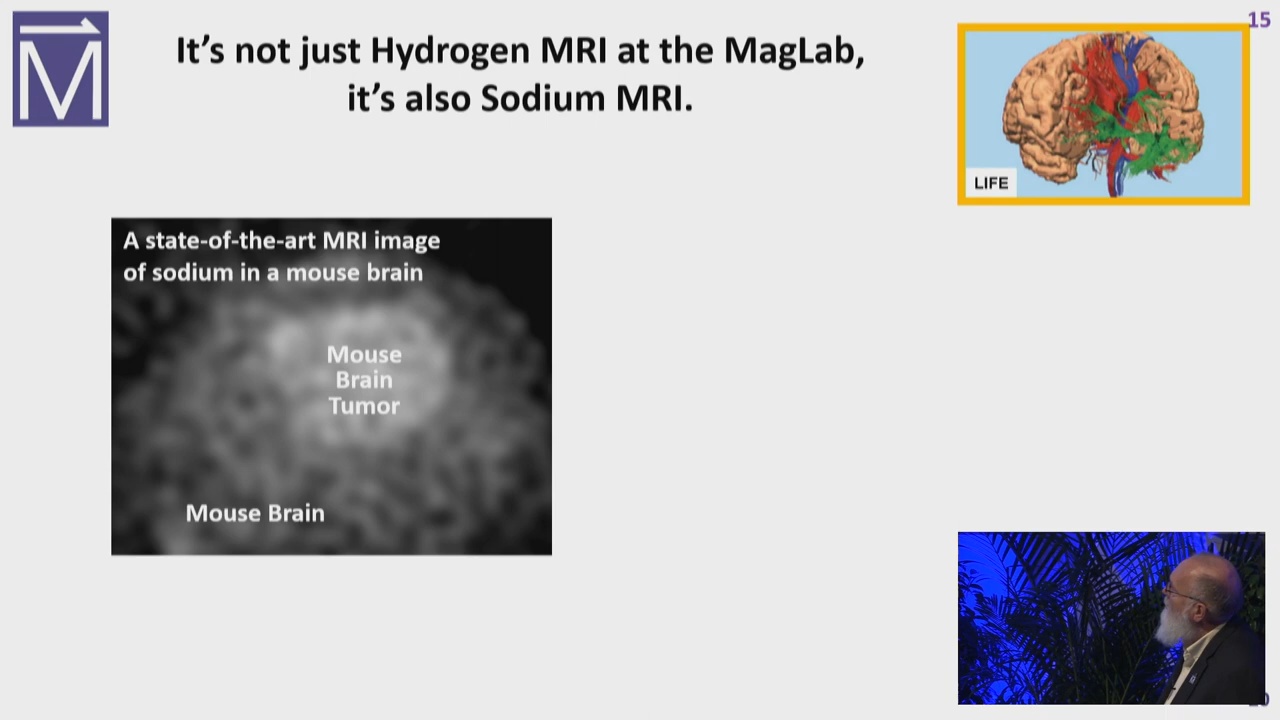 M
It's not just Hydrogen MRI at the MagLab,
it's also Sodium MRI.
15
LIFE
A state-of-the-art MRI image
of sodium in a mouse brain
Mouse
Brain
Tumor
Mouse Brain